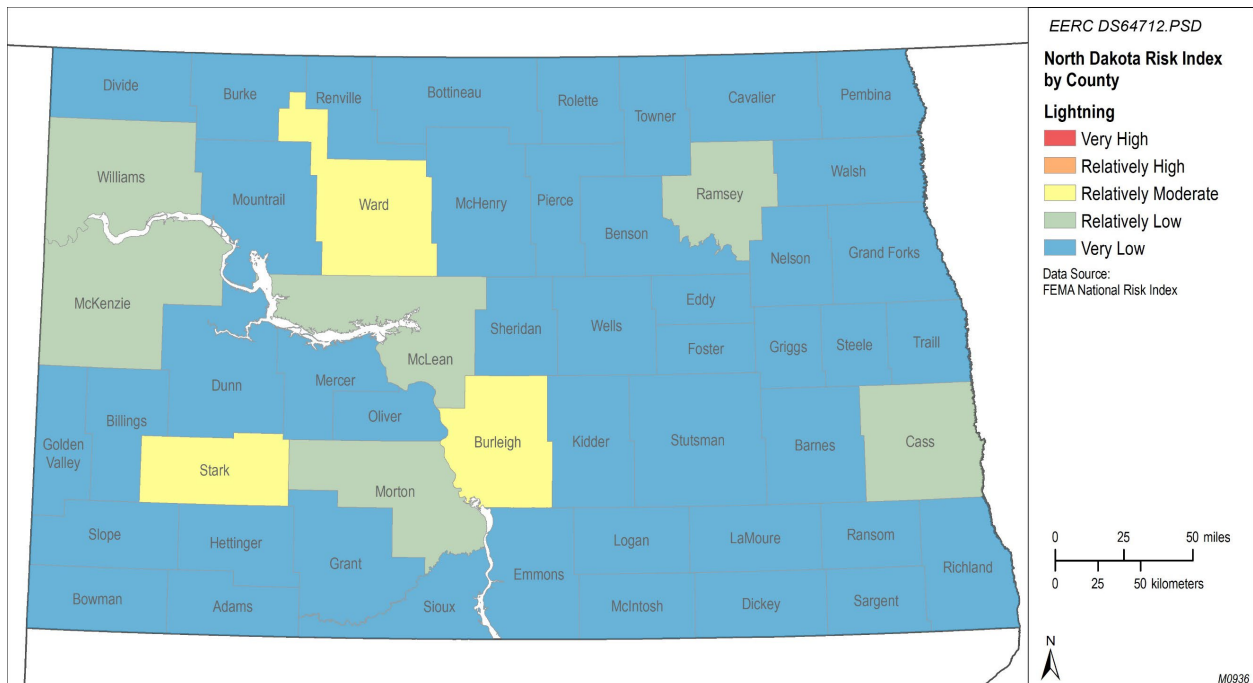 EERC DS64712.PSD
North Dakota Risk Index
by County
Lightning
Very High
Relatively High
Relatively Moderate
Relatively Low
Very Low
Data Source:
FEMA National Risk Index
Divide
Burke
Renville
Bottineau
Rolette
Towner
Cavalier
Pembina
Williams
Mountrail
Ward
McHenry
Pierce
Benson
Ramsey
Walsh
Nelson
Grand Forks
McKenzie
Dunn
Mercer
Oliver
McLean
Sheridan
Wells
Eddy
Foster
Griggs
Steele
Traill
Golden
Valley
Billings
Stark
Morton
Burleigh
Kidder
Stutsman
Barnes
Cass
Slope
Hettinger
Grant
Emmons
Logan
LaMoure
Ransom
Richland
Bowman
Adams
Sioux
McIntosh
Dickey
Sargent
0 25 50 miles
0 25 50 kilometers
N
M0936